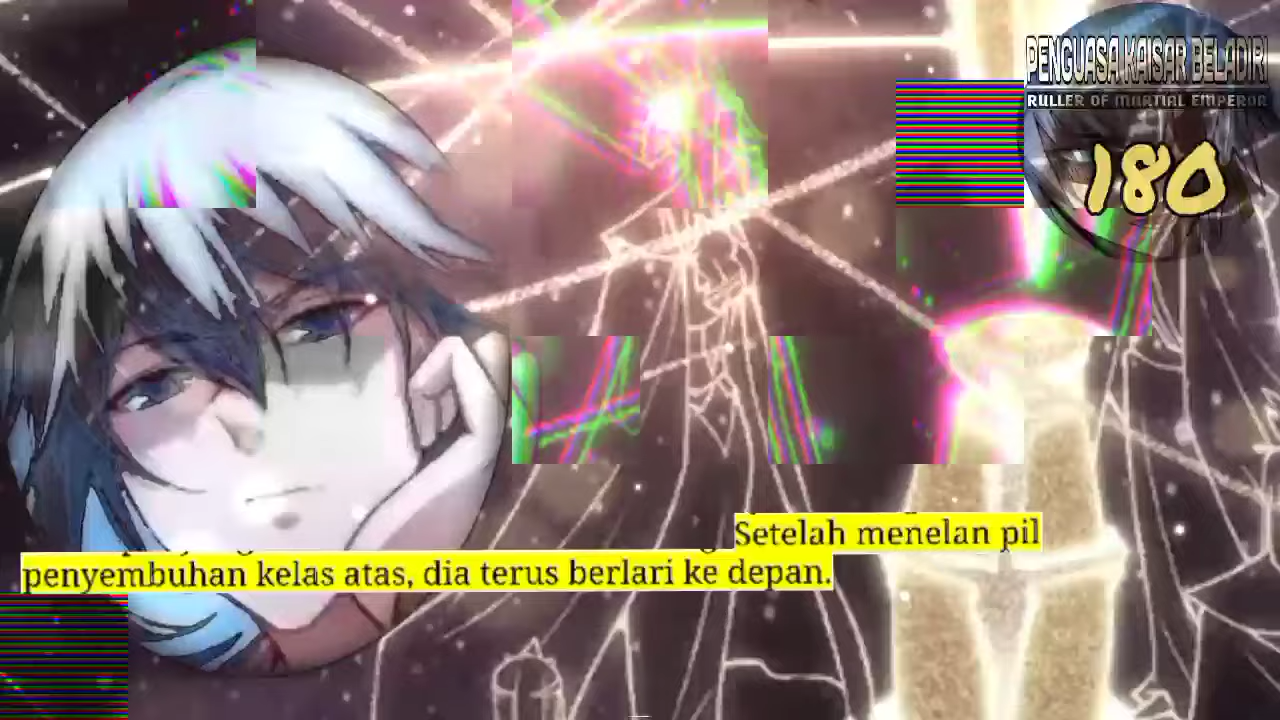 PENGUASA KAISAR BELADIRI
RULLER OF MARTIAL EMPEROR
180
Setelah menelan pil
penyembuhan kelas atas, dia terus berlari ke depan.